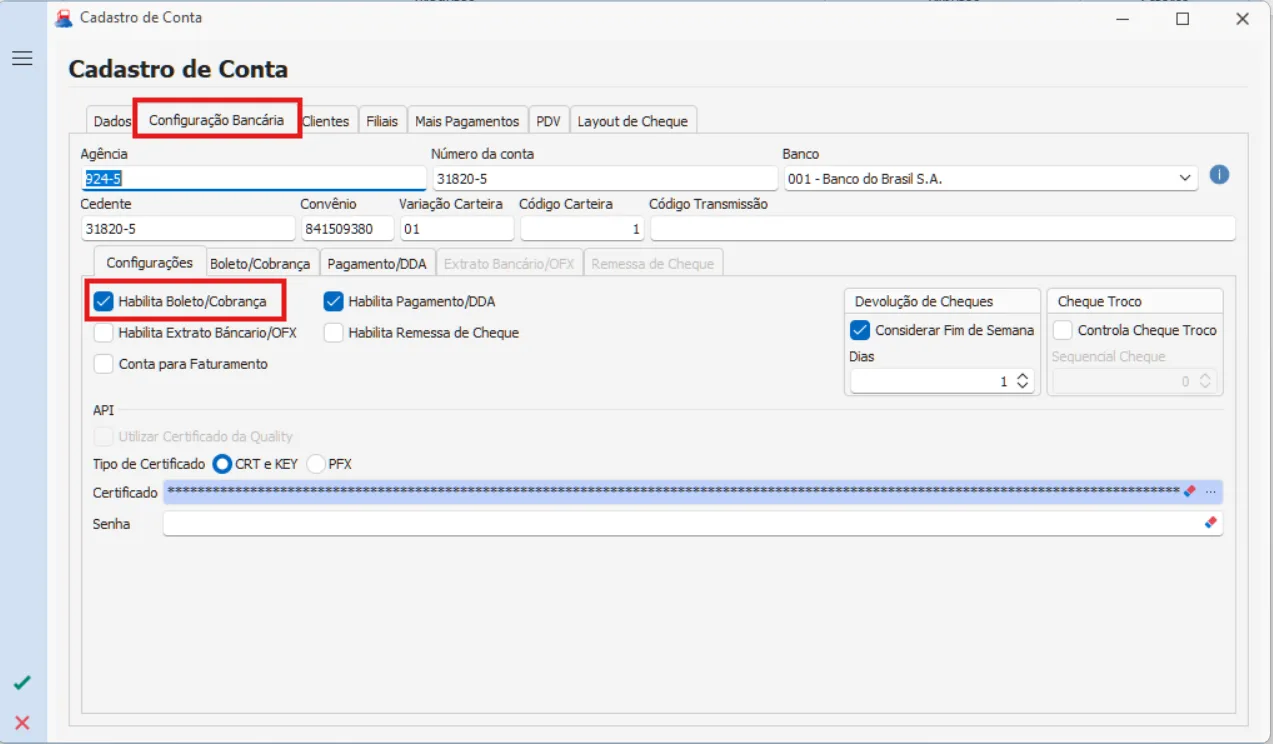 Cadastro de Conta
Cadastro de Conta
Dados Configuração Bancária Clientes Filiais Mais Pagamentos PDV Layout de Cheque
Agência Número da conta Banco
924-5 31820-5 001 - Banco do Brasil S.A.
Cedente Convênio Variação Carteira Código Carteira Código Transmissão
31820-5 841509380 01 1
Configurações Boleto/Cobrança Pagamento/DDA Extrato Bancário/OFX Remessa de Cheque
Habilita Boleto/Cobrança Habilita Pagamento/DDA Devolução de Cheques Cheque Troco
Habilita Extrato Báncario/OFX Habilita Remessa de Cheque Considerar Fim de Semana Controla Cheque Troco
Conta para Faturamento Dias Sequencial Cheque
1 0
API
Utilizar Certificado da Quality
Tipo de Certificado CRT e KEY PFX
Certificado
Senha